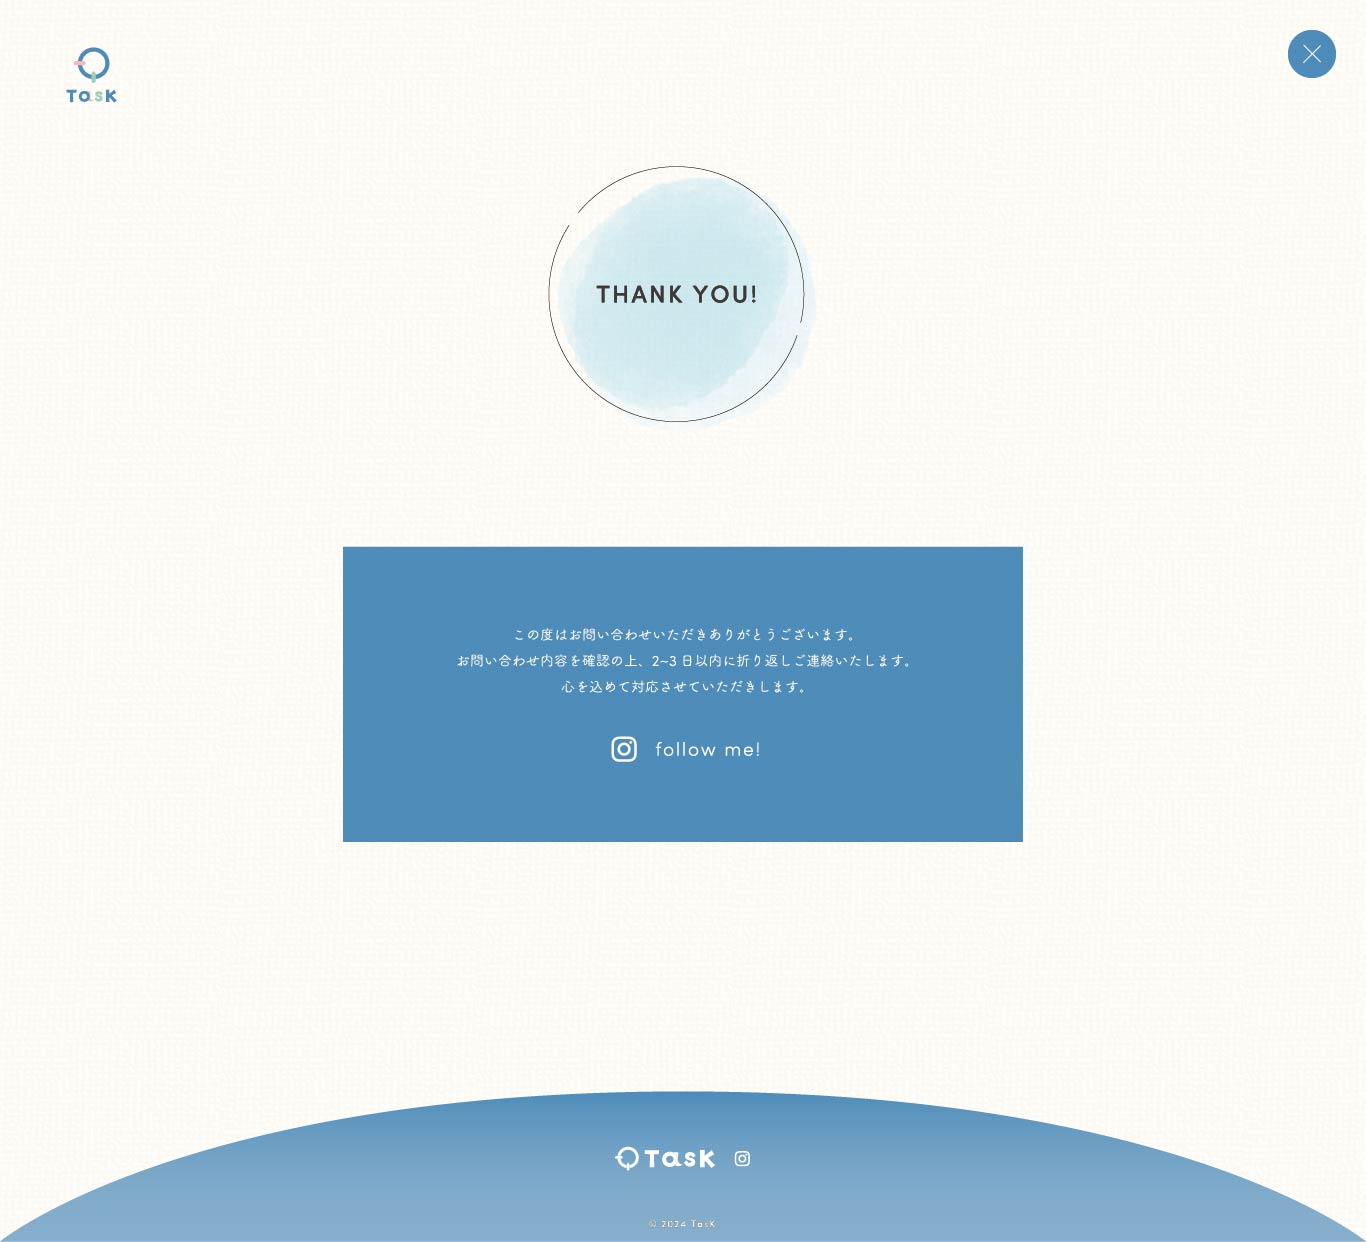 TasK
THANK YOU!
この度はお問い合わせいただきありがとうございます。
お問い合わせ内容を確認の上、2~3 日以内に折り返しご連絡いたします。
心を込めて対応させていただきします。
follow me!
TasK
© 2024 TasK